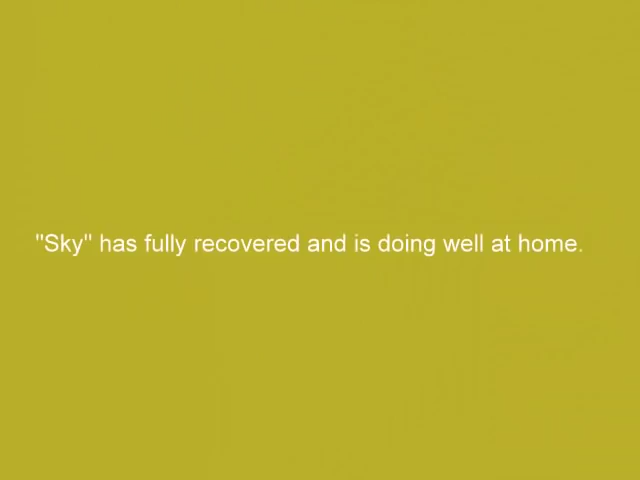 "Sky" has fully recovered and is doing well at home.